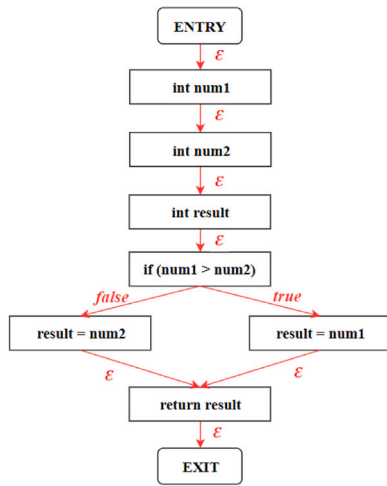 ENTRY
ε
int num1
ε
int num2
ε
int result
ε
if (num1 > num2)
false true
result = num2 result = num1
ε ε
return result
ε
EXIT